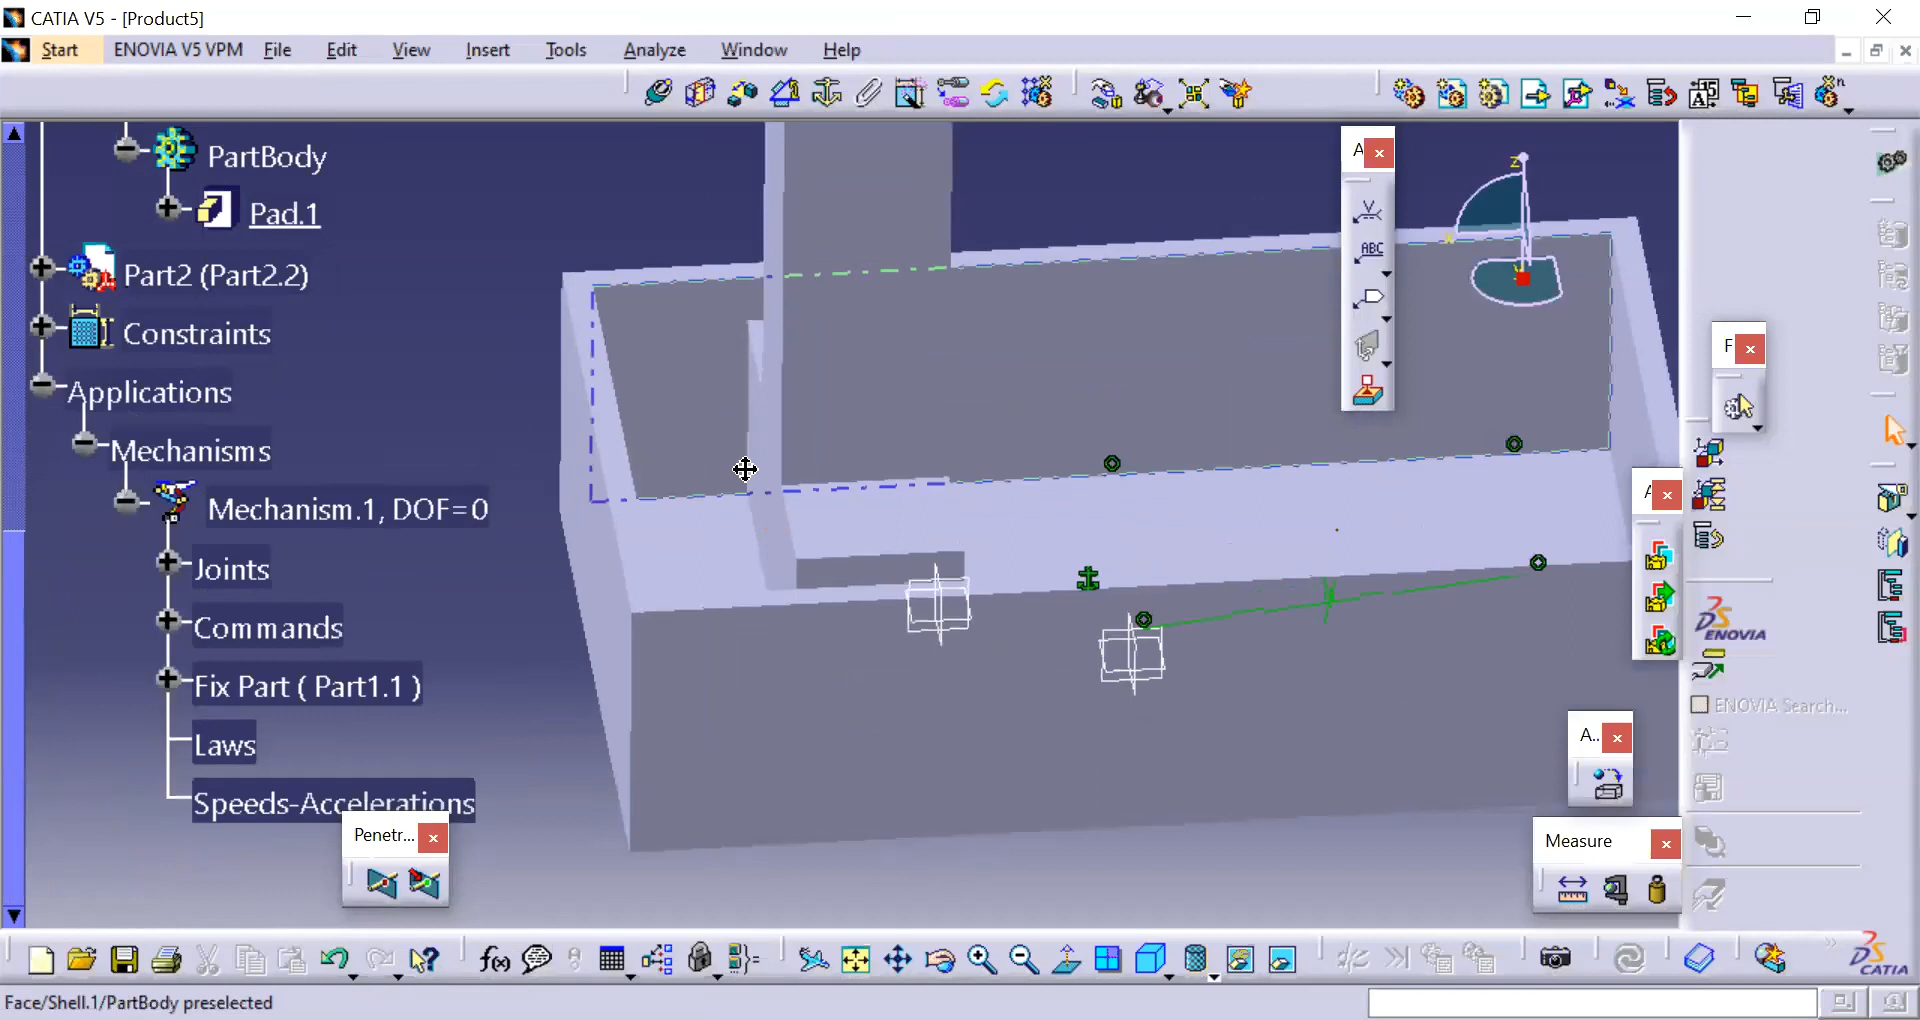 CATIA V5 - [Product5]
Start ENOVIA V5 VPM File Edit View Insert Tools Analyze Window Help
PartBody
Pad.1
Part2 (Part2.2)
Constraints
Applications
Mechanisms
Mechanism.1, DOF=0
Joints
Commands
Fix Part ( Part1.1 )
Laws
Speeds-Accelerations
Penetr...
A
ABC
z
F
ENOVIA
ENOVIA Search...
A..
Measure
f(x)
CATIA
Face/Shell.1/PartBody preselected